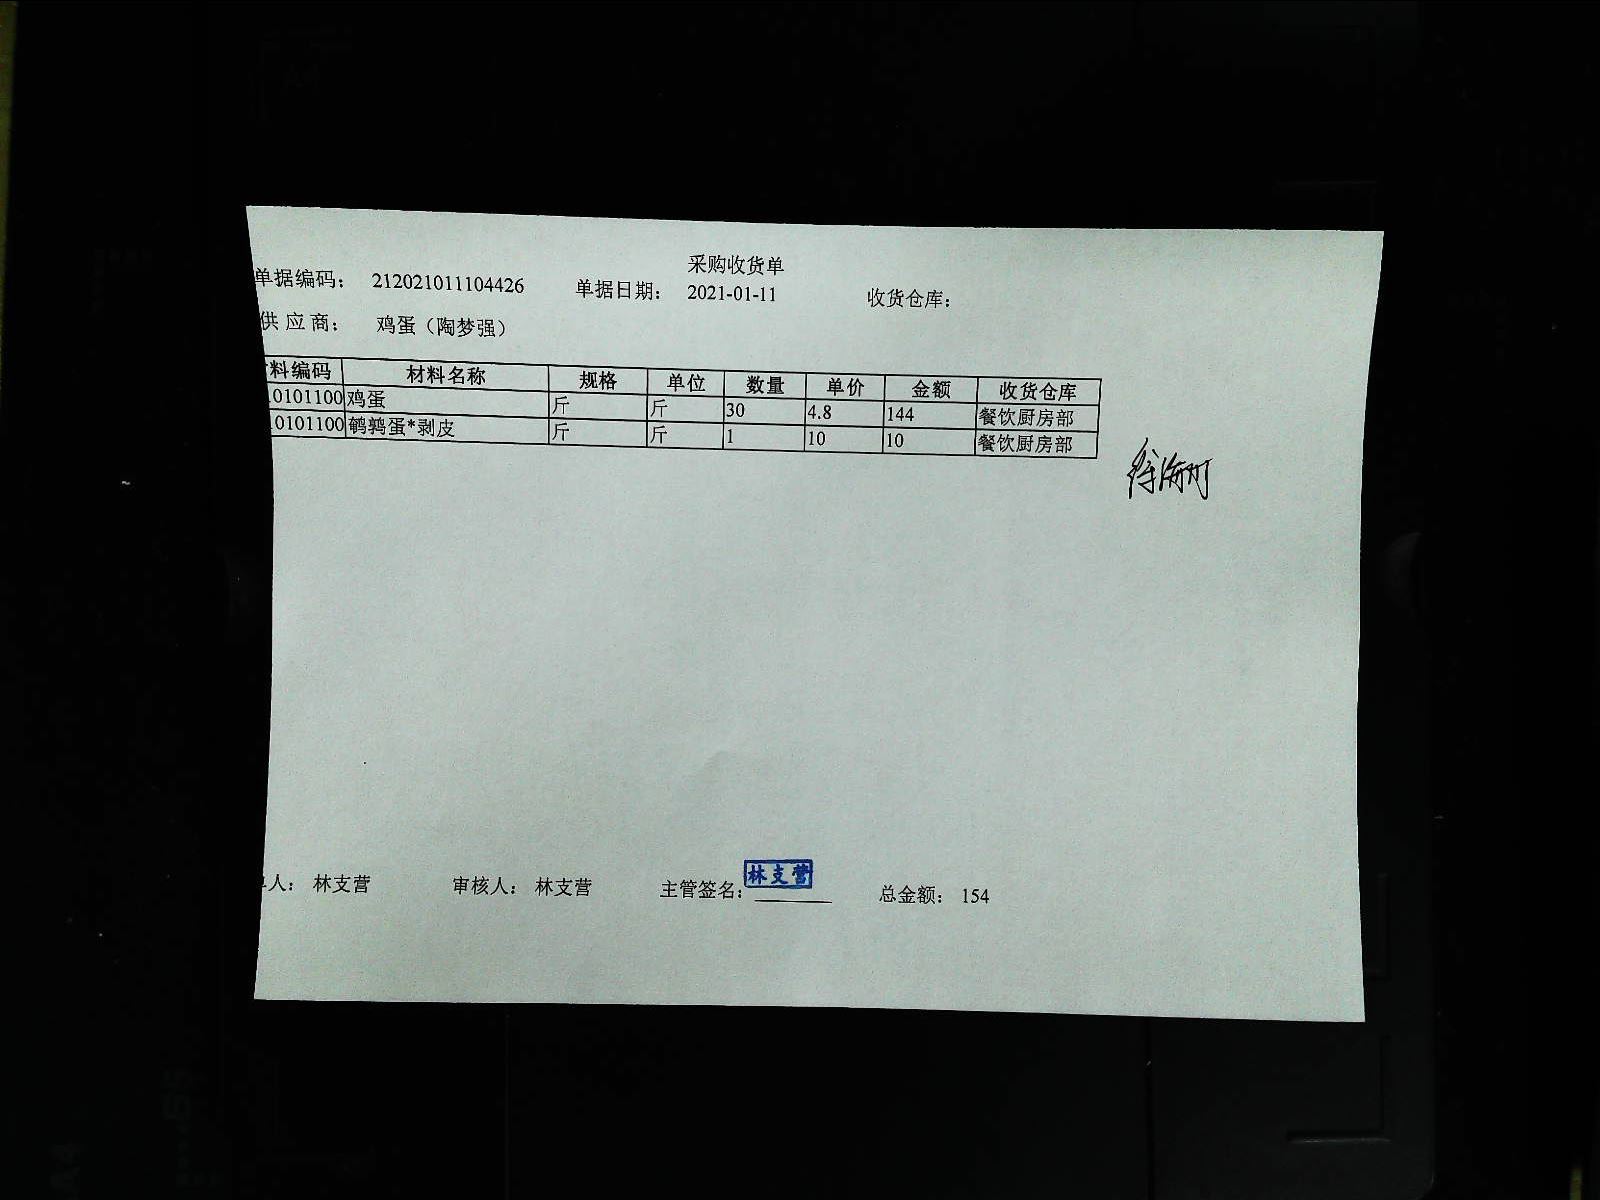 采购收货单
单据编码： 212021011104426 单据日期： 2021-01-11 收货仓库：
供应商： 鸡蛋（陶梦强）
料编码 材料名称 规格 单位 数量 单价 金额 收货仓库
0101100 鸡蛋 斤 斤 30 4.8 144 餐饮厨房部
0101100 鹌鹑蛋*剥皮 斤 斤 1 10 10 餐饮厨房部
人： 林支营 审核人： 林支营 主管签名： 林支营 总金额： 154
A4